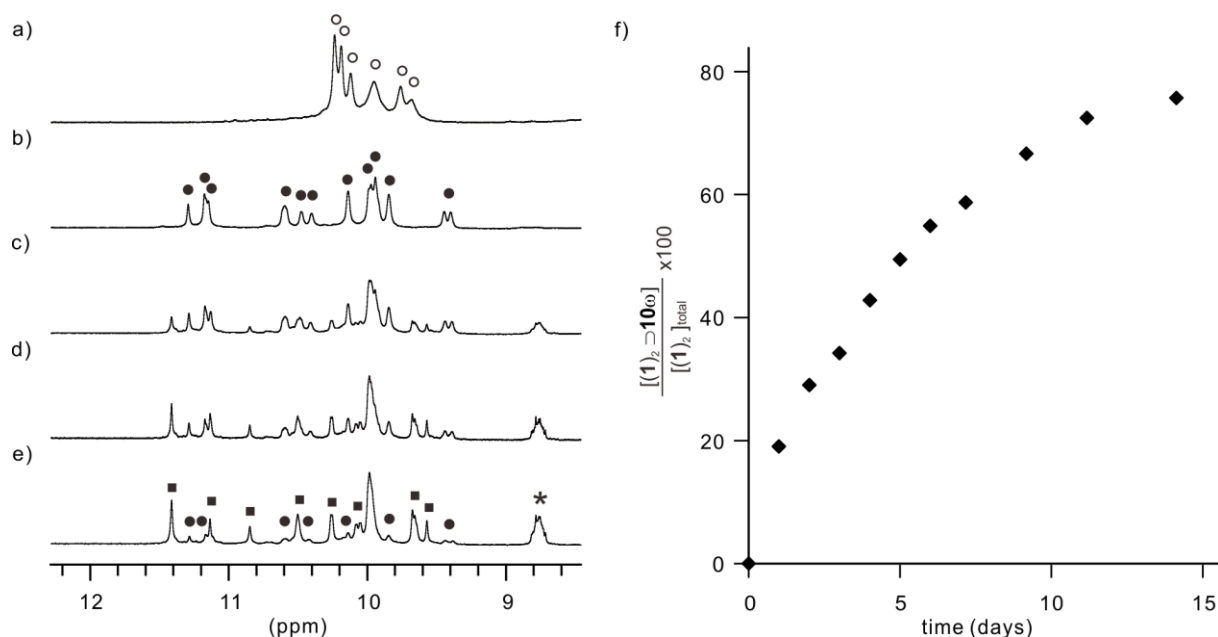 a)
b)
c)
d)
e)
*
12 11 10 9
(ppm)
f)
80
60
40
20
0
[(1)₂ ⊃10ω]
[(1)₂ ]total
x100
0 5 10 15
time (days)